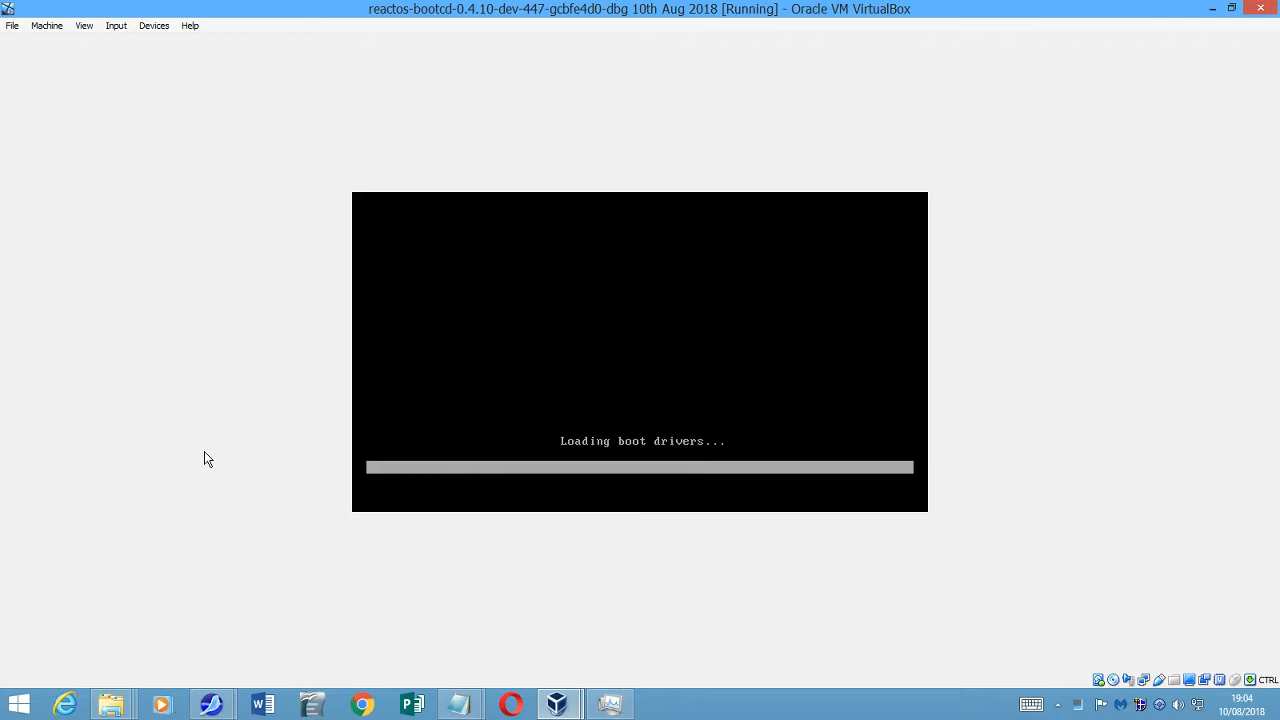 reactos-bootcd-0.4.10-dev-447-gcbfe4d0-dbg 10th Aug 2018 [Running] - Oracle VM VirtualBox
File Machine View Input Devices Help
Loading boot drivers...
CTRL
19:04
10/08/2018